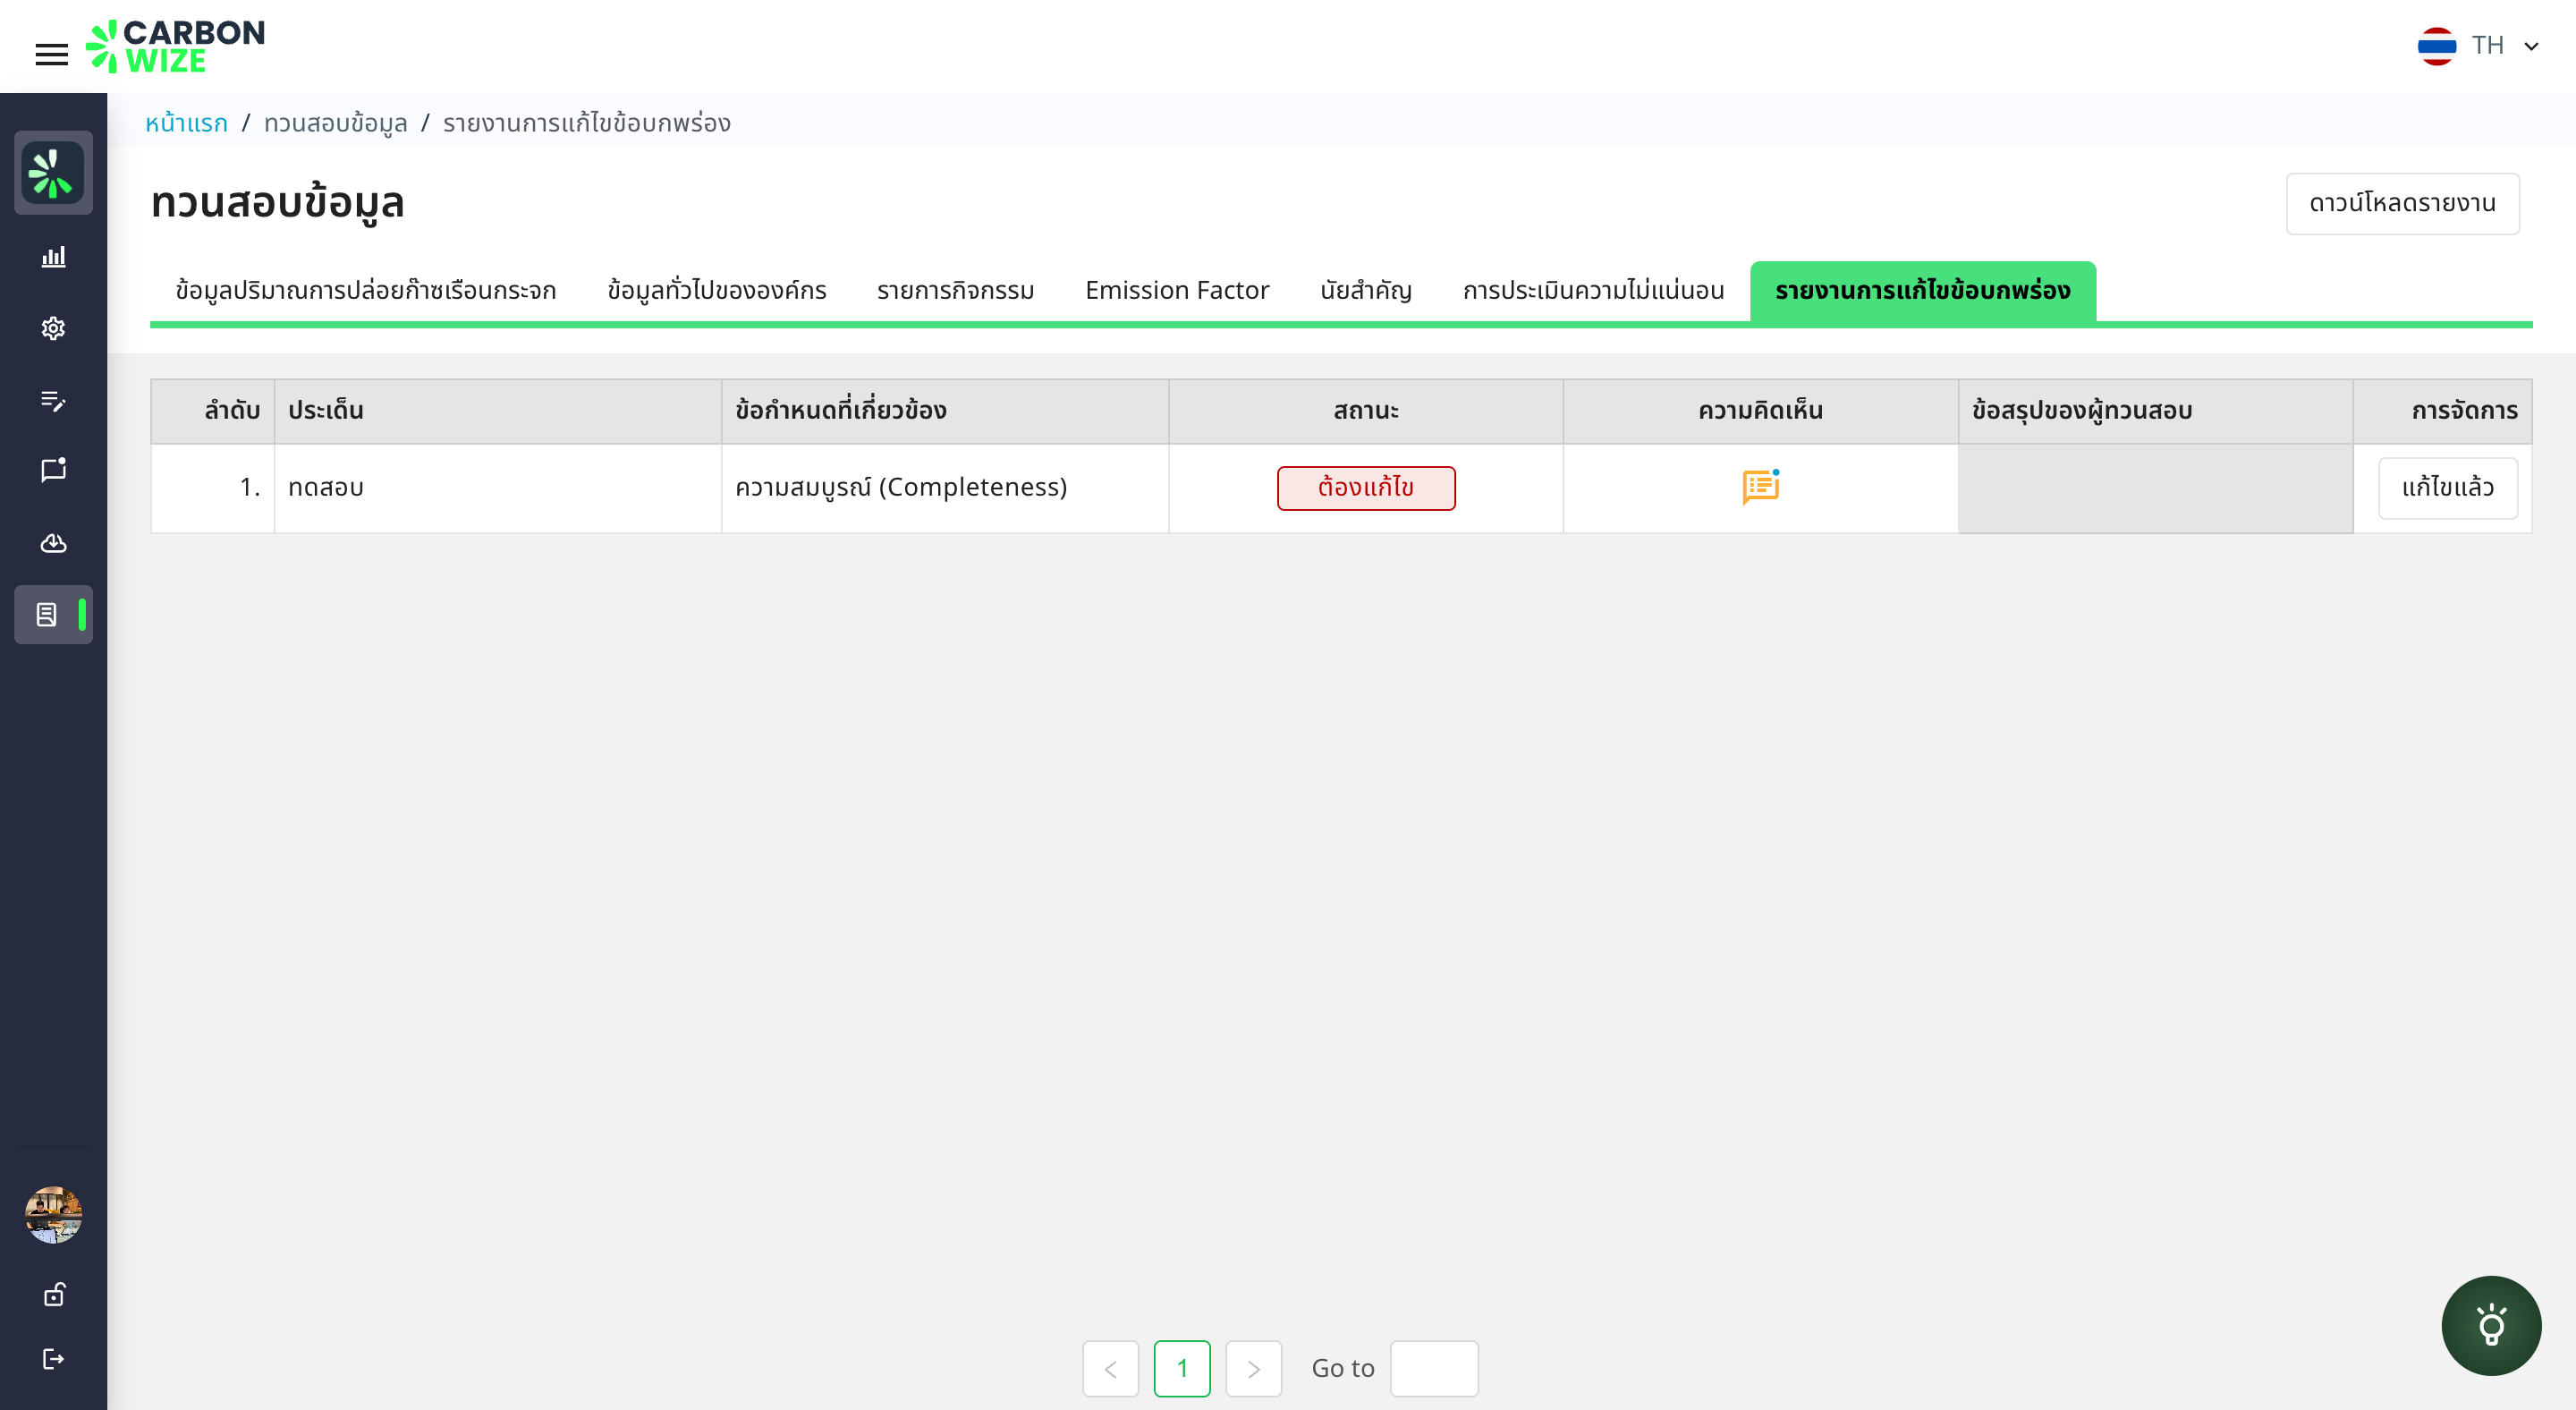 CARBON
WIZE
TH
หน้าแรก / ทวนสอบข้อมูล / รายงานการแก้ไขข้อบกพร่อง
ทวนสอบข้อมูล
ดาวน์โหลดรายงาน
ข้อมูลปริมาณการปล่อยก๊าซเรือนกระจก ข้อมูลทั่วไปขององค์กร รายการกิจกรรม Emission Factor นัยสำคัญ การประเมินความไม่แน่นอน รายงานการแก้ไขข้อบกพร่อง
ลำดับ ประเด็น ข้อกำหนดที่เกี่ยวข้อง สถานะ ความคิดเห็น ข้อสรุปของผู้ทวนสอบ การจัดการ
1. ทดสอบ ความสมบูรณ์ (Completeness) ต้องแก้ไข แก้ไขแล้ว
1 Go to